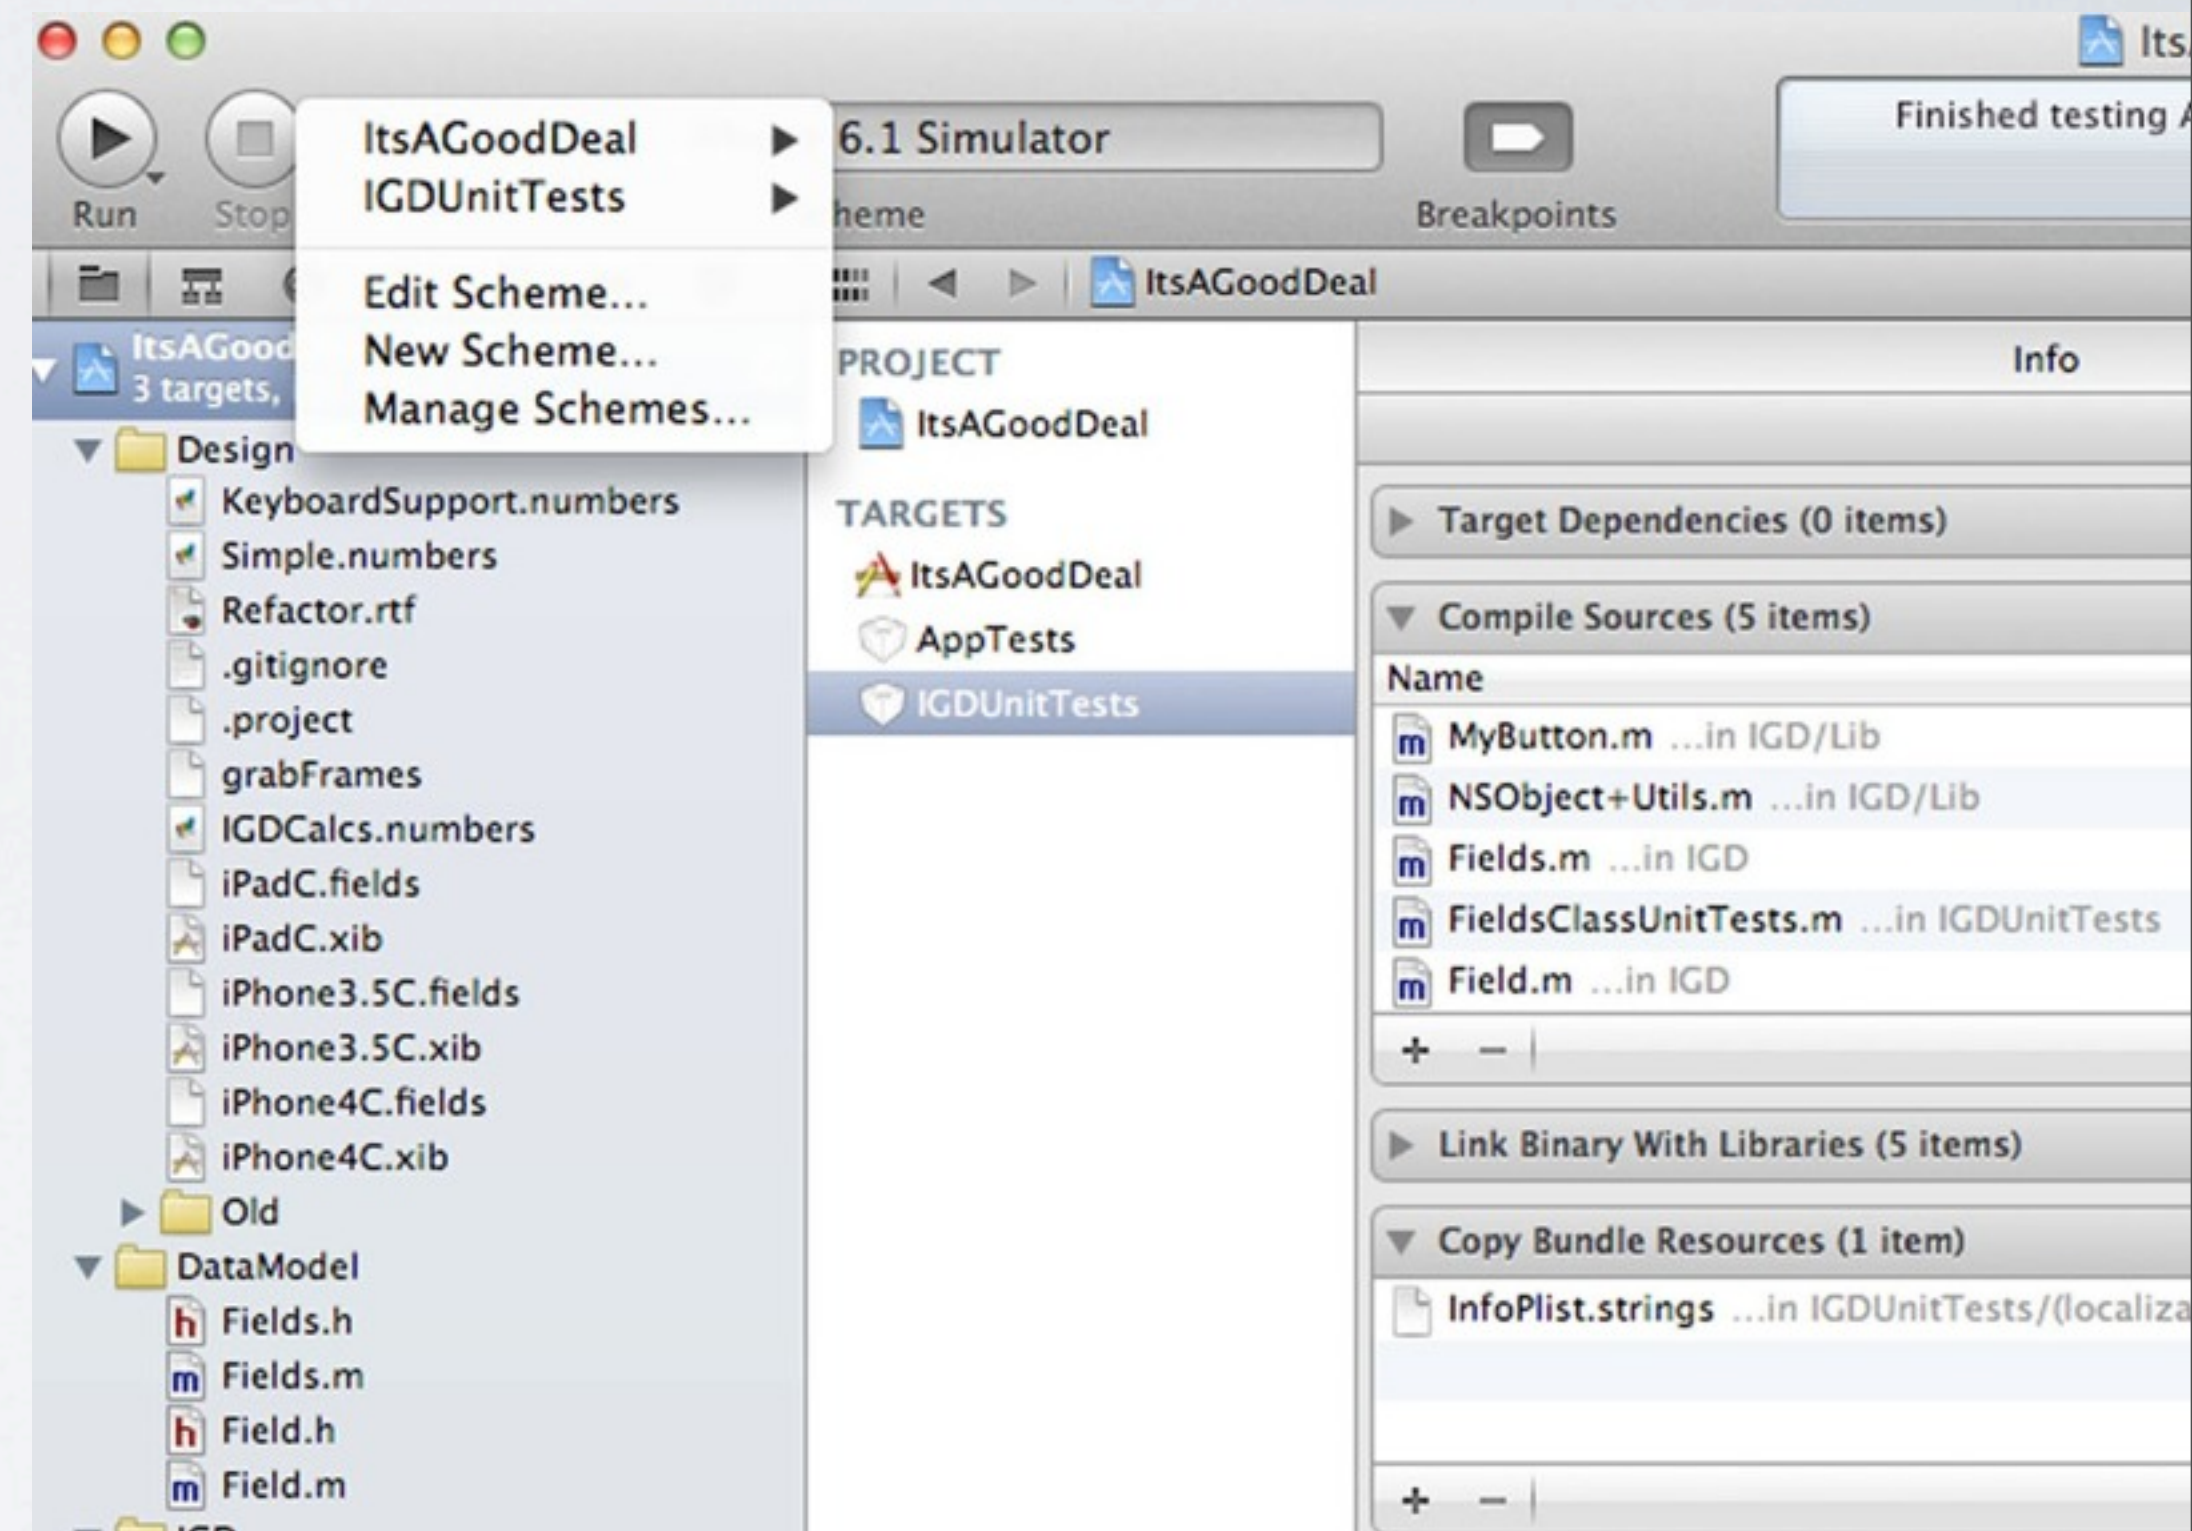 Its
Finished testing
ItsAGoodDeal
6.1 Simulator
IGDUnitTests
Run
Stop
heme
Breakpoints
Edit Scheme...
ItsAGoodDeal
New Scheme...
Manage Schemes...
ItsAGood
3 targets,
Design
KeyboardSupport.numbers
Simple.numbers
Refactor.rtf
.gitignore
.project
grabFrames
IGDCalcs.numbers
iPadC.fields
iPadC.xib
iPhone3.5C.fields
iPhone3.5C.xib
iPhone4C.fields
iPhone4C.xib
Old
DataModel
Fields.h
Fields.m
Field.h
Field.m
PROJECT
ItsAGoodDeal
TARGETS
ItsAGoodDeal
AppTests
IGDUnitTests
Info
Target Dependencies (0 items)
Compile Sources (5 items)
Name
MyButton.m ...in IGD/Lib
NSObject+Utils.m ...in IGD/Lib
Fields.m ...in IGD
FieldsClassUnitTests.m ...in IGDUnitTests
Field.m ...in IGD
Link Binary With Libraries (5 items)
Copy Bundle Resources (1 item)
InfoPlist.strings ...in IGDUnitTests/(localiza